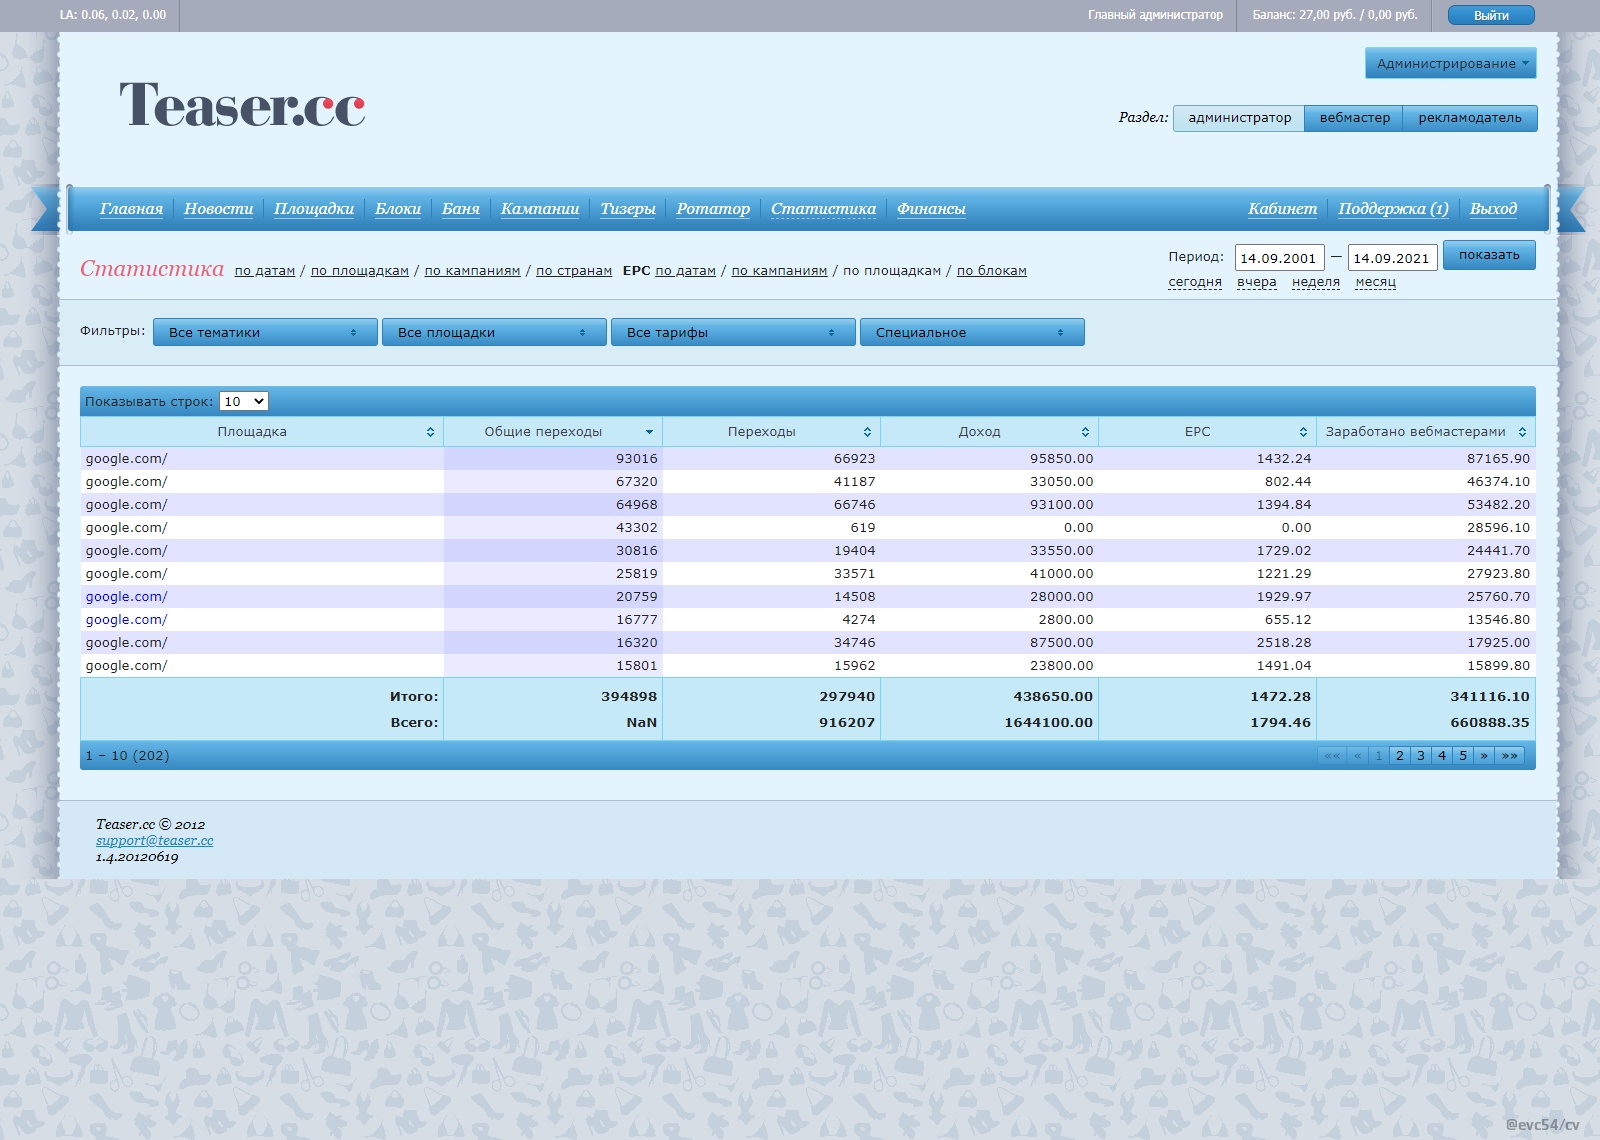 LA: 0.06, 0.02, 0.00 Главный администратор Баланс: 27,00 руб. / 0,00 руб. Выйти
Администрирование
Teaser.cc
Раздел: администратор вебмастер рекламодатель
Главная Новости Площадки Блоки Баня Кампании Тизеры Ротатор Статистика Финансы Кабинет Поддержка (1) Выход
Статистика по датам / по площадкам / по кампаниям / по странам EPC по датам / по кампаниям / по площадкам / по блокам
Период: 14.09.2001 — 14.09.2021 показать
сегодня вчера неделя месяц
Фильтры: Все тематики Все площадки Все тарифы Специальное
Показывать строк: 10
Площадка Общие переходы Переходы Доход EPC Заработано вебмастерами
google.com/ 93016 66923 95850.00 1432.24 87165.90
google.com/ 67320 41187 33050.00 802.44 46374.10
google.com/ 64968 66746 93100.00 1394.84 53482.20
google.com/ 43302 619 0.00 0.00 28596.10
google.com/ 30816 19404 33550.00 1729.02 24441.70
google.com/ 25819 33571 41000.00 1221.29 27923.80
google.com/ 20759 14508 28000.00 1929.97 25760.70
google.com/ 16777 4274 2800.00 655.12 13546.80
google.com/ 16320 34746 87500.00 2518.28 17925.00
google.com/ 15801 15962 23800.00 1491.04 15899.80
Итого: 394898 297940 438650.00 1472.28 341116.10
Всего: NaN 916207 1644100.00 1794.46 660888.35
1 – 10 (202) «« « 1 2 3 4 5 » »»
Teaser.cc © 2012
support@teaser.cc
1.4.20120619
@evc54/cv